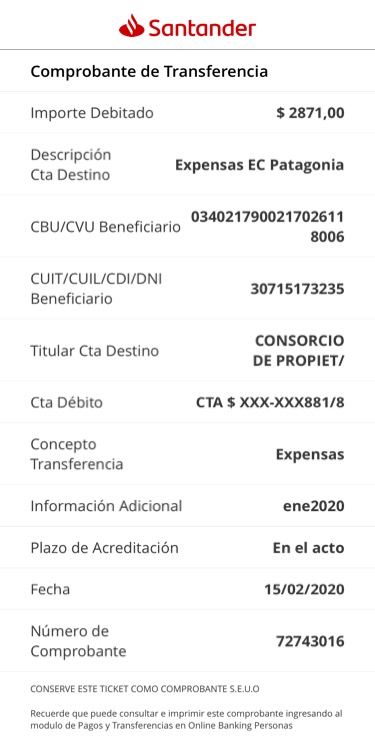 Santander
Comprobante de Transferencia
Importe Debitado $ 2871,00
Descripción
Cta Destino
Expensas EC Patagonia
CBU/CVU Beneficiario
034021790021702611
8006
CUIT/CUIL/CDI/DNI
Beneficiario
30715173235
Titular Cta Destino
CONSORCIO
DE PROPIET/
Cta Débito CTA $ XXX-XXX881/8
Concepto
Transferencia
Expensas
Información Adicional ene2020
Plazo de Acreditación En el acto
Fecha 15/02/2020
Número de
Comprobante
72743016
CONSERVE ESTE TICKET COMO COMPROBANTE S.E.U.O
Recuerde que puede consultar e imprimir este comprobante ingresando al
modulo de Pagos y Transferencias en Online Banking Personas